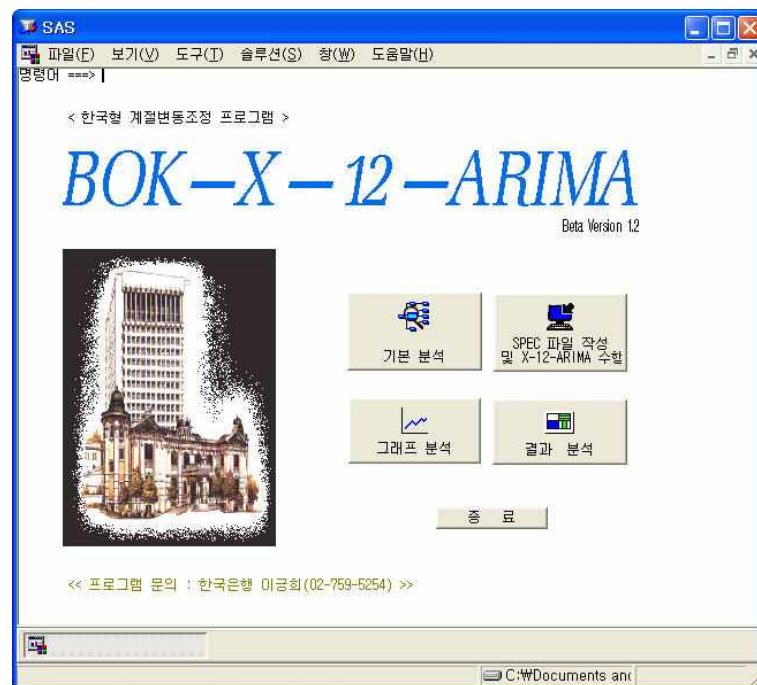 SAS
파일(F) 보기(V) 도구(T) 솔루션(S) 창(W) 도움말(H)
명령어 ===>
< 한국형 계절변동조정 프로그램 >
BOK-X-12-ARIMA
Beta Version 1.2
기본 분석
SPEC 파일 작성
및 X-12-ARIMA 수행
그래프 분석
결과 분석
종 료
<< 프로그램 문의 : 한국은행 이긍희(02-759-5254) >>
C:₩Documents and